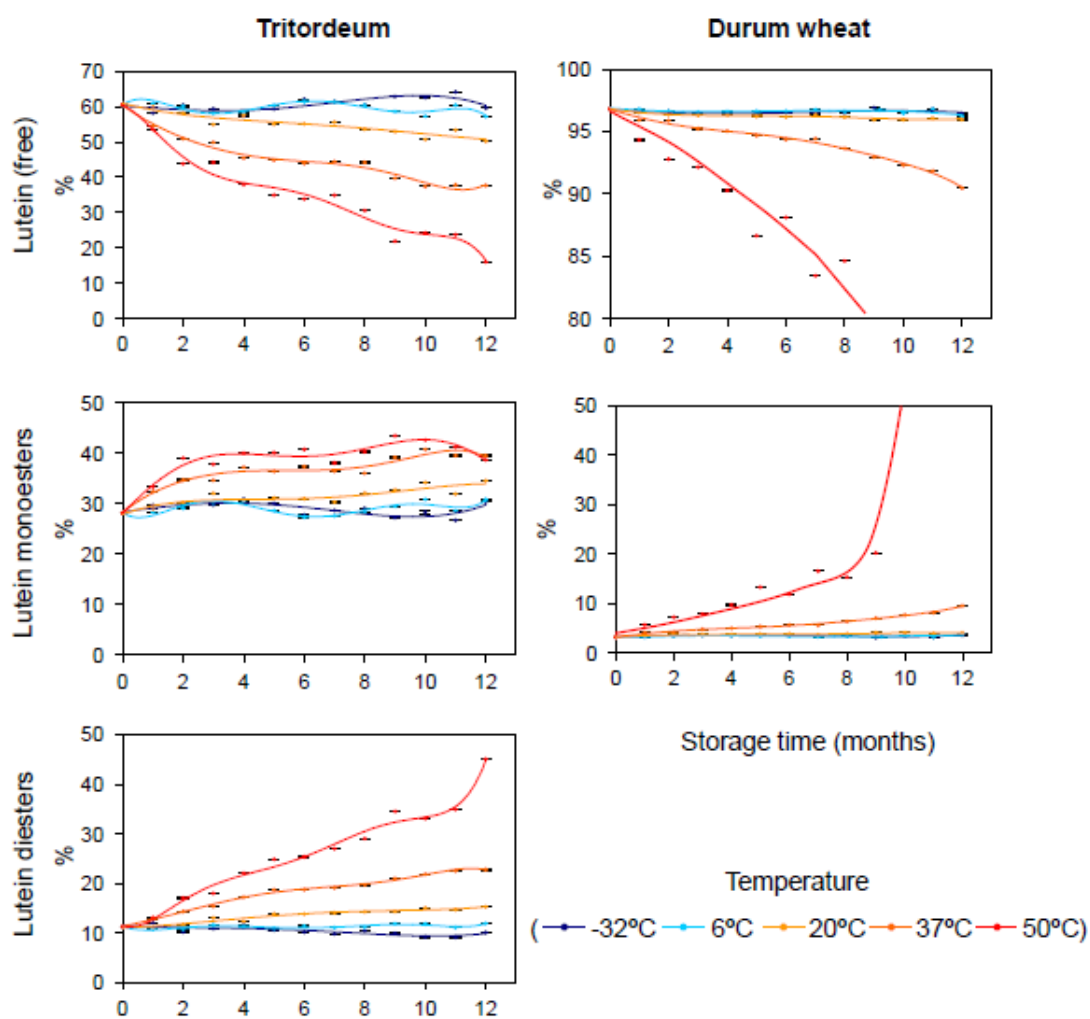 Tritordeum
Durum wheat
Lutein (free)
%
70
60
50
40
30
20
10
0
0 2 4 6 8 10 12
%
100
95
90
85
80
0 2 4 6 8 10 12
Lutein monoesters
%
50
40
30
20
10
0
0 2 4 6 8 10 12
%
50
40
30
20
10
0
0 2 4 6 8 10 12
Lutein diesters
%
50
40
30
20
10
0
0 2 4 6 8 10 12
Storage time (months)
Temperature
( -32ºC 6ºC 20ºC 37ºC 50ºC)